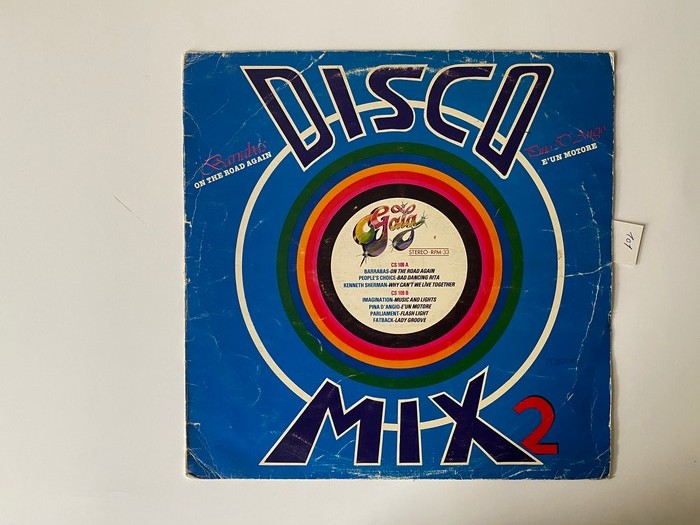 DISCO
Barrabas
ON THE ROAD AGAIN
Pino D'Angio
E'UN MOTORE
Gala
STEREO-RPM-33
CS 109 A
BARRABAS-ON THE ROAD AGAIN
PEOPLE'S CHOICE-BAD DANCING RITA
KENNETH SHERMAN-WHY CAN'T WE LIVE TOGETHER
CS 109 B
IMAGINATION-MUSIC AND LIGHTS
PINA D'ANGIO-E'UN MOTORE
PARLIAMENT-FLASH LIGHT
FATBACK-LADY GROOVE
MIX 2